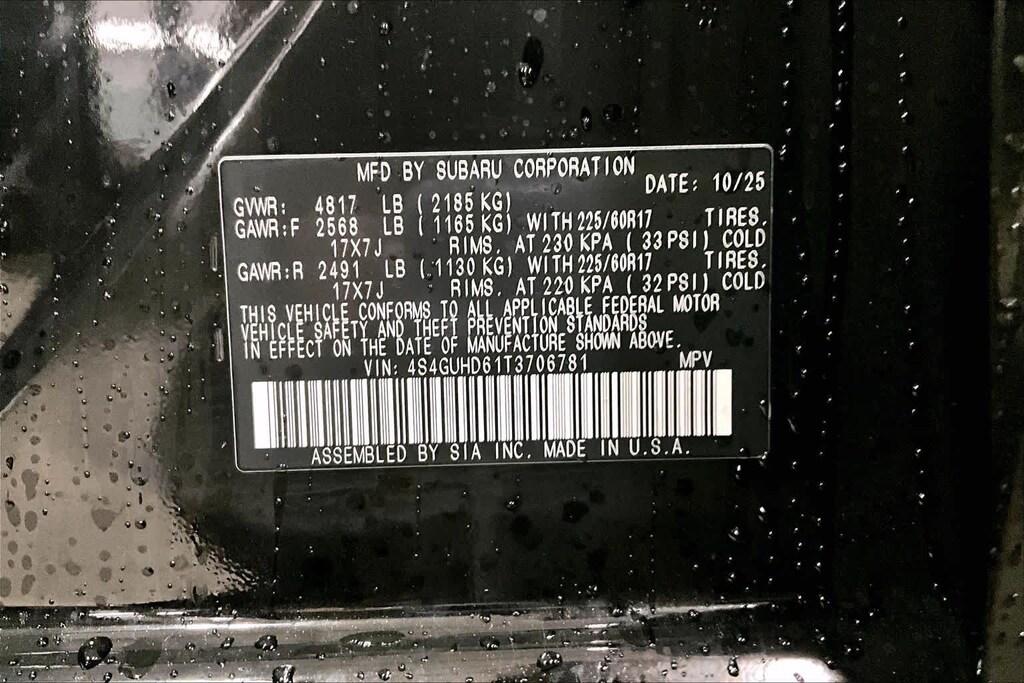 MFD BY SUBARU CORPORATION
DATE: 10/25
GVWR: 4817 LB ( 2185 KG)
GAWR:F 2568 LB ( 1165 KG) WITH 225/60R17 TIRES.
17X7J RIMS. AT 230 KPA ( 33 PSI) COLD
GAWR:R 2491 LB ( 1130 KG) WITH 225/60R17 TIRES.
17X7J RIMS. AT 220 KPA ( 32 PSI) COLD
THIS VEHICLE CONFORMS TO ALL APPLICABLE FEDERAL MOTOR
VEHICLE SAFETY AND THEFT PREVENTION STANDARDS
IN EFFECT ON THE DATE OF MANUFACTURE SHOWN ABOVE.
VIN: 4S4GUHD61T3706781 MPV
ASSEMBLED BY SIA INC. MADE IN U.S.A.